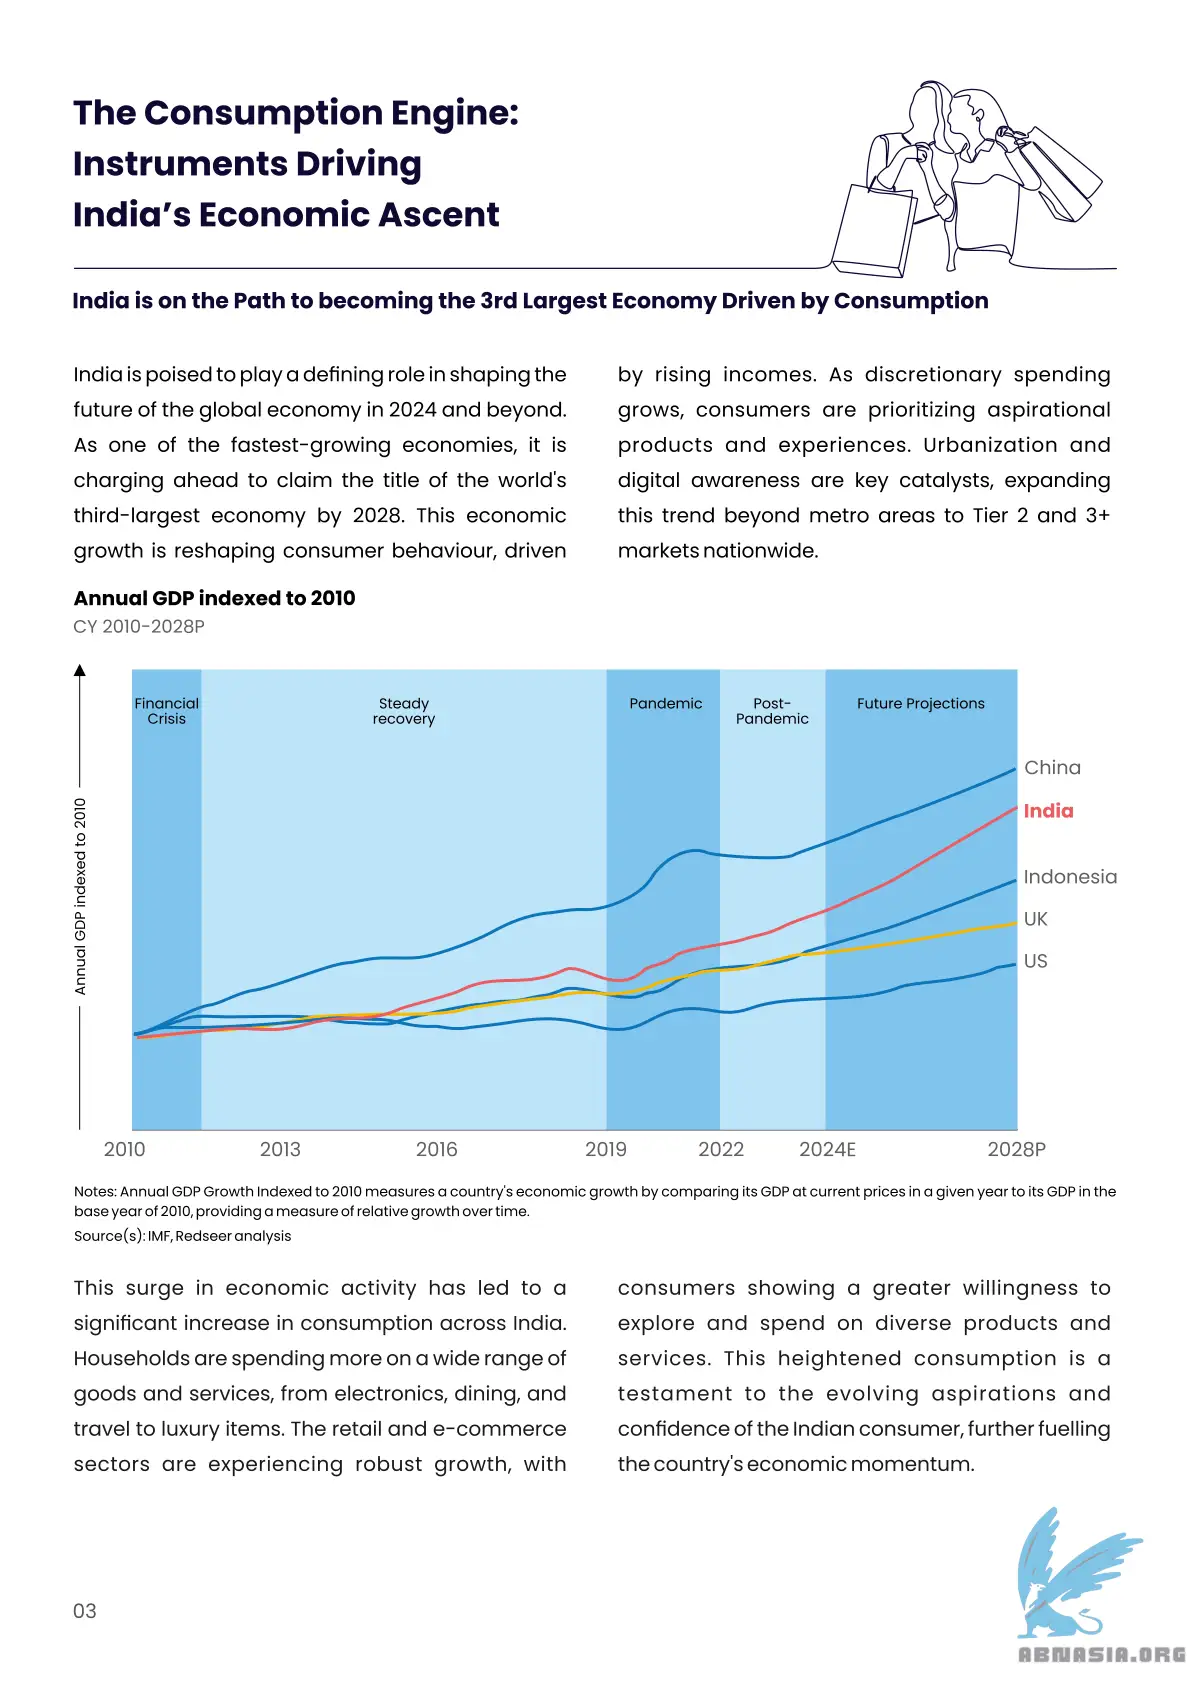 The Consumption Engine:
Instruments Driving
India’s Economic Ascent
India is on the Path to becoming the 3rd Largest Economy Driven by Consumption
India is poised to play a defining role in shaping the
future of the global economy in 2024 and beyond.
As one of the fastest-growing economies, it is
charging ahead to claim the title of the world's
third-largest economy by 2028. This economic
growth is reshaping consumer behaviour, driven
by rising incomes. As discretionary spending
grows, consumers are prioritizing aspirational
products and experiences. Urbanization and
digital awareness are key catalysts, expanding
this trend beyond metro areas to Tier 2 and 3+
markets nationwide.
Annual GDP indexed to 2010
CY 2010-2028P
Annual GDP indexed to 2010
Financial
Crisis
Steady
recovery
Pandemic
Post-
Pandemic
Future Projections
China
India
Indonesia
UK
US
2010 2013 2016 2019 2022 2024E 2028P
Notes: Annual GDP Growth Indexed to 2010 measures a country's economic growth by comparing its GDP at current prices in a given year to its GDP in the
base year of 2010, providing a measure of relative growth over time.
Source(s): IMF, Redseer analysis
This surge in economic activity has led to a
significant increase in consumption across India.
Households are spending more on a wide range of
goods and services, from electronics, dining, and
travel to luxury items. The retail and e-commerce
sectors are experiencing robust growth, with
consumers showing a greater willingness to
explore and spend on diverse products and
services. This heightened consumption is a
testament to the evolving aspirations and
confidence of the Indian consumer, further fuelling
the country's economic momentum.
03
ABNASIA.ORG